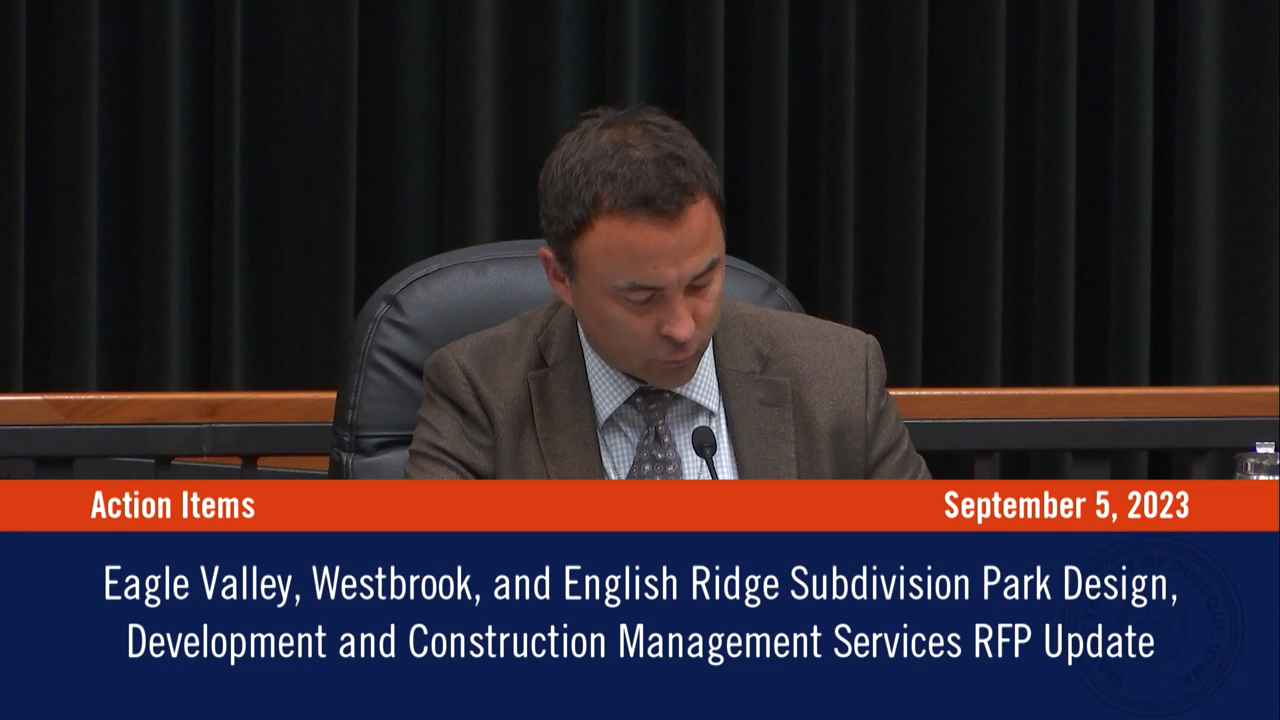 Action Items
September 5, 2023
Eagle Valley, Westbrook, and English Ridge Subdivision Park Design,
Development and Construction Management Services RFP Update